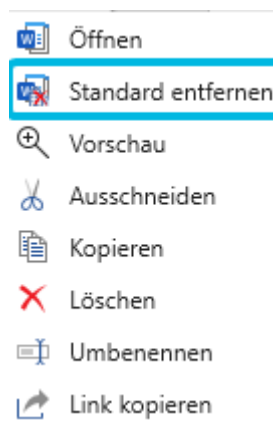 Öffnen
Standard entfernen
Vorschau
Ausschneiden
Kopieren
Löschen
Umbenennen
Link kopieren